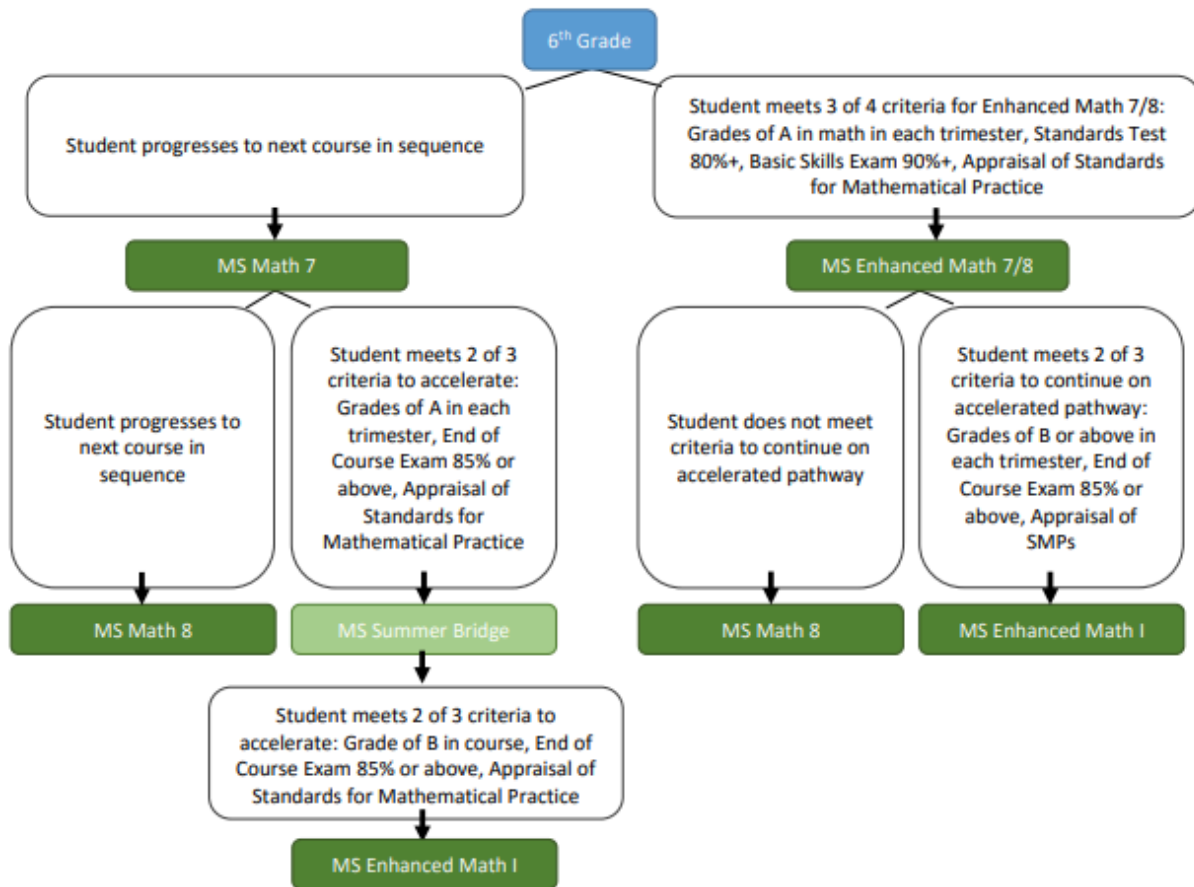 6th Grade
Student progresses to next course in sequence
Student meets 3 of 4 criteria for Enhanced Math 7/8:
Grades of A in math in each trimester, Standards Test
80%+, Basic Skills Exam 90%+, Appraisal of Standards
for Mathematical Practice
MS Math 7
MS Enhanced Math 7/8
Student progresses to
next course in
sequence
Student meets 2 of 3
criteria to accelerate:
Grades of A in each
trimester, End of
Course Exam 85% or
above, Appraisal of
Standards for
Mathematical Practice
Student does not meet
criteria to continue on
accelerated pathway
Student meets 2 of 3
criteria to continue on
accelerated pathway:
Grades of B or above in
each trimester, End of
Course Exam 85% or
above, Appraisal of
SMPs
MS Math 8
MS Summer Bridge
MS Math 8
MS Enhanced Math I
Student meets 2 of 3 criteria to
accelerate: Grade of B in course, End of
Course Exam 85% or above, Appraisal of
Standards for Mathematical Practice
MS Enhanced Math I